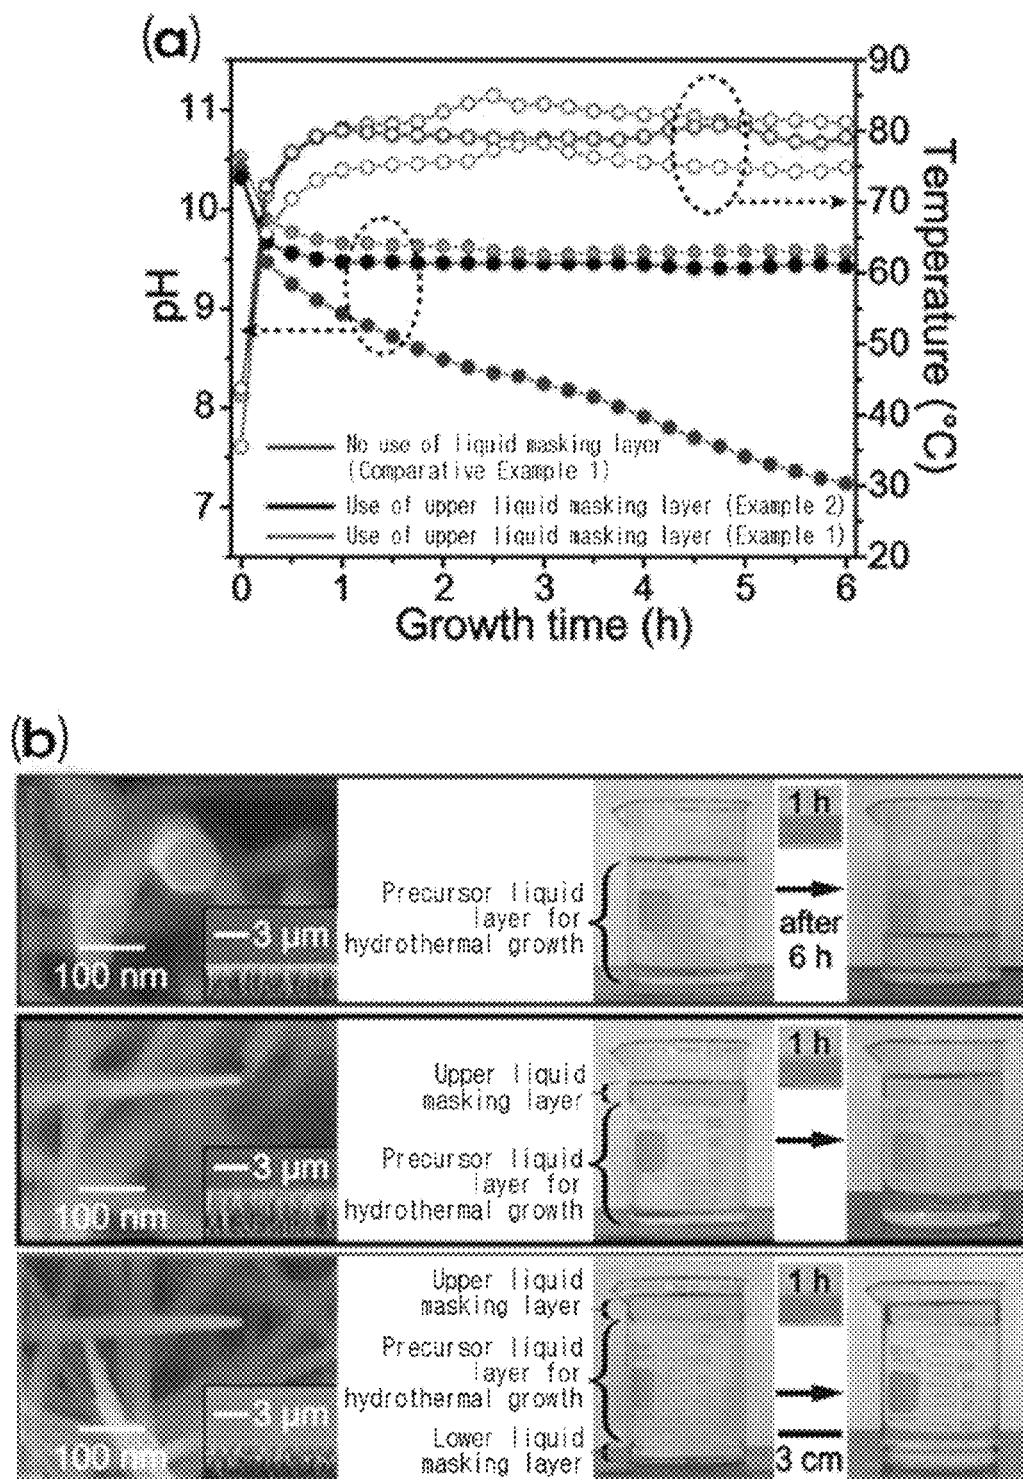 (a)
11
10
9
8
7
pH
90
80
70
60
50
40
30
20
Temperature (°C)
No use of liquid masking layer
(Comparative Example 1)
Use of upper liquid masking layer (Example 2)
Use of upper liquid masking layer (Example 1)
0 1 2 3 4 5 6
Growth time (h)
(b)
100 nm
3 μm
Precursor liquid
layer for
hydrothermal growth
1 h
after
6 h
100 nm
3 μm
Upper liquid
masking layer
Precursor liquid
layer for
hydrothermal growth
1 h
100 nm
3 μm
Upper liquid
masking layer
Precursor liquid
layer for
hydrothermal growth
Lower liquid
masking layer
1 h
3 cm